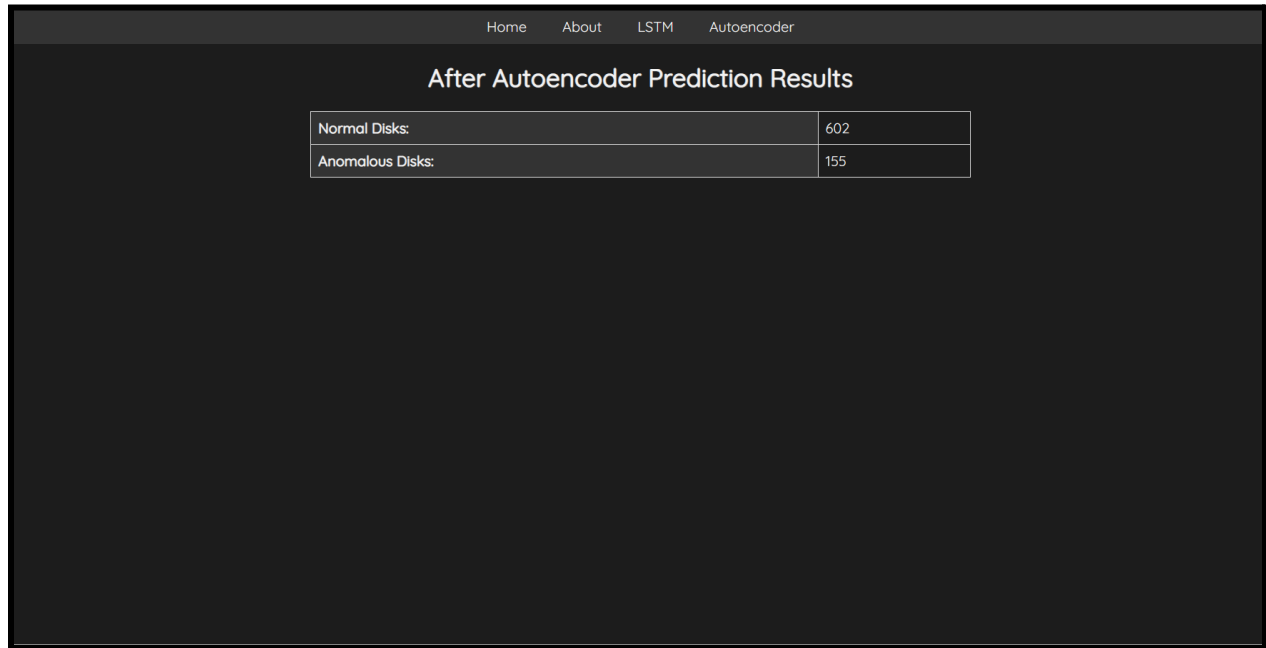 Home About LSTM Autoencoder
After Autoencoder Prediction Results
Normal Disks: 602
Anomalous Disks: 155